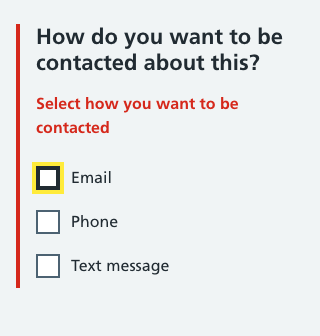 How do you want to be
contacted about this?
Select how you want to be
contacted
Email
Phone
Text message